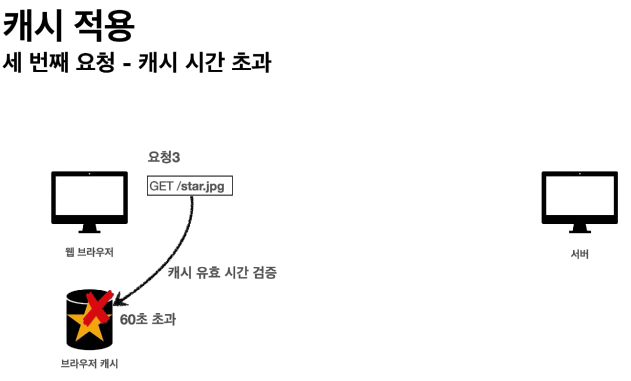 캐시 적용
세 번째 요청 - 캐시 시간 초과
요청3
GET /star.jpg
웹 브라우저
서버
캐시 유효 시간 검증
60초 초과
브라우저 캐시